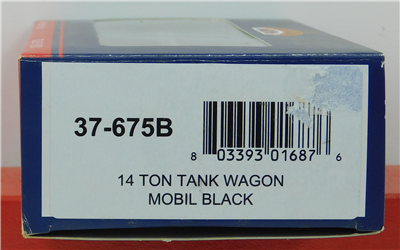 37-675B
8 03393 01687 6
14 TON TANK WAGON
MOBIL BLACK